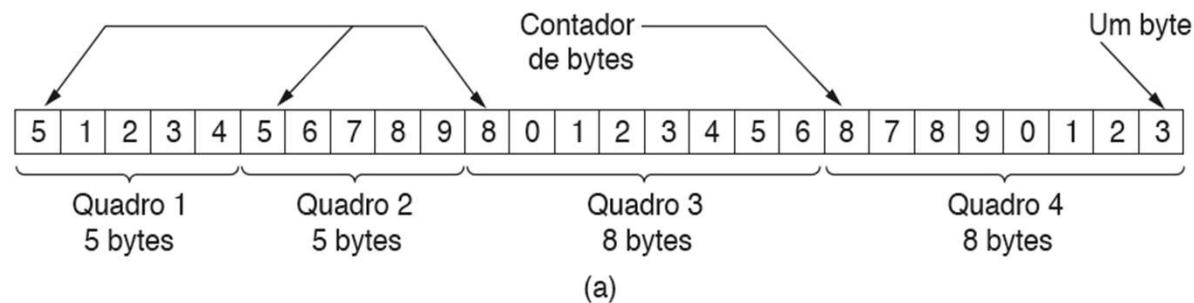 Contador
de bytes
Um byte
5 1 2 3 4 5 6 7 8 9 8 0 1 2 3 4 5 6 8 7 8 9 0 1 2 3
Quadro 1
5 bytes
Quadro 2
5 bytes
Quadro 3
8 bytes
Quadro 4
8 bytes
(a)